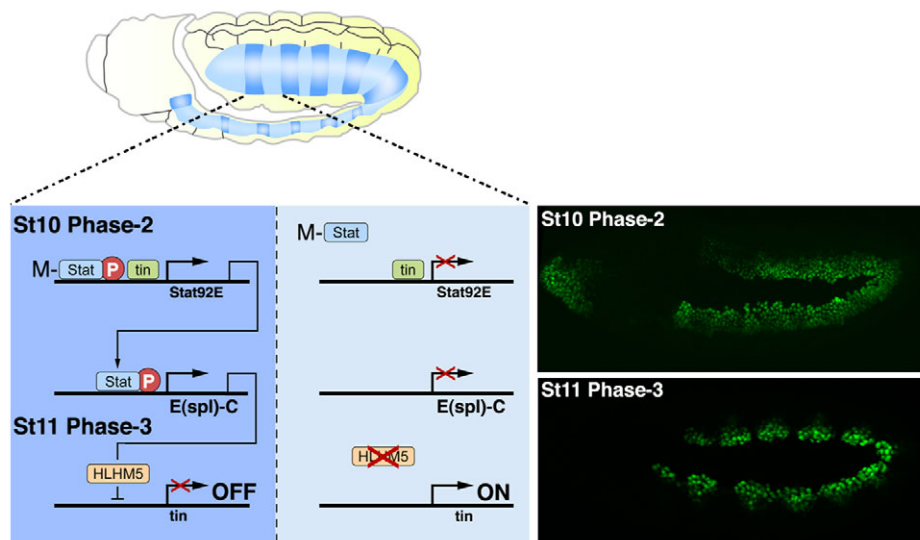 St10 Phase-2
M- Stat P tin
Stat92E
Stat P
E(spl)-C
St11 Phase-3
HLHM5
OFF
tin
M- Stat
tin
Stat92E
E(spl)-C
HLHM5
ON
tin
St10 Phase-2
St11 Phase-3